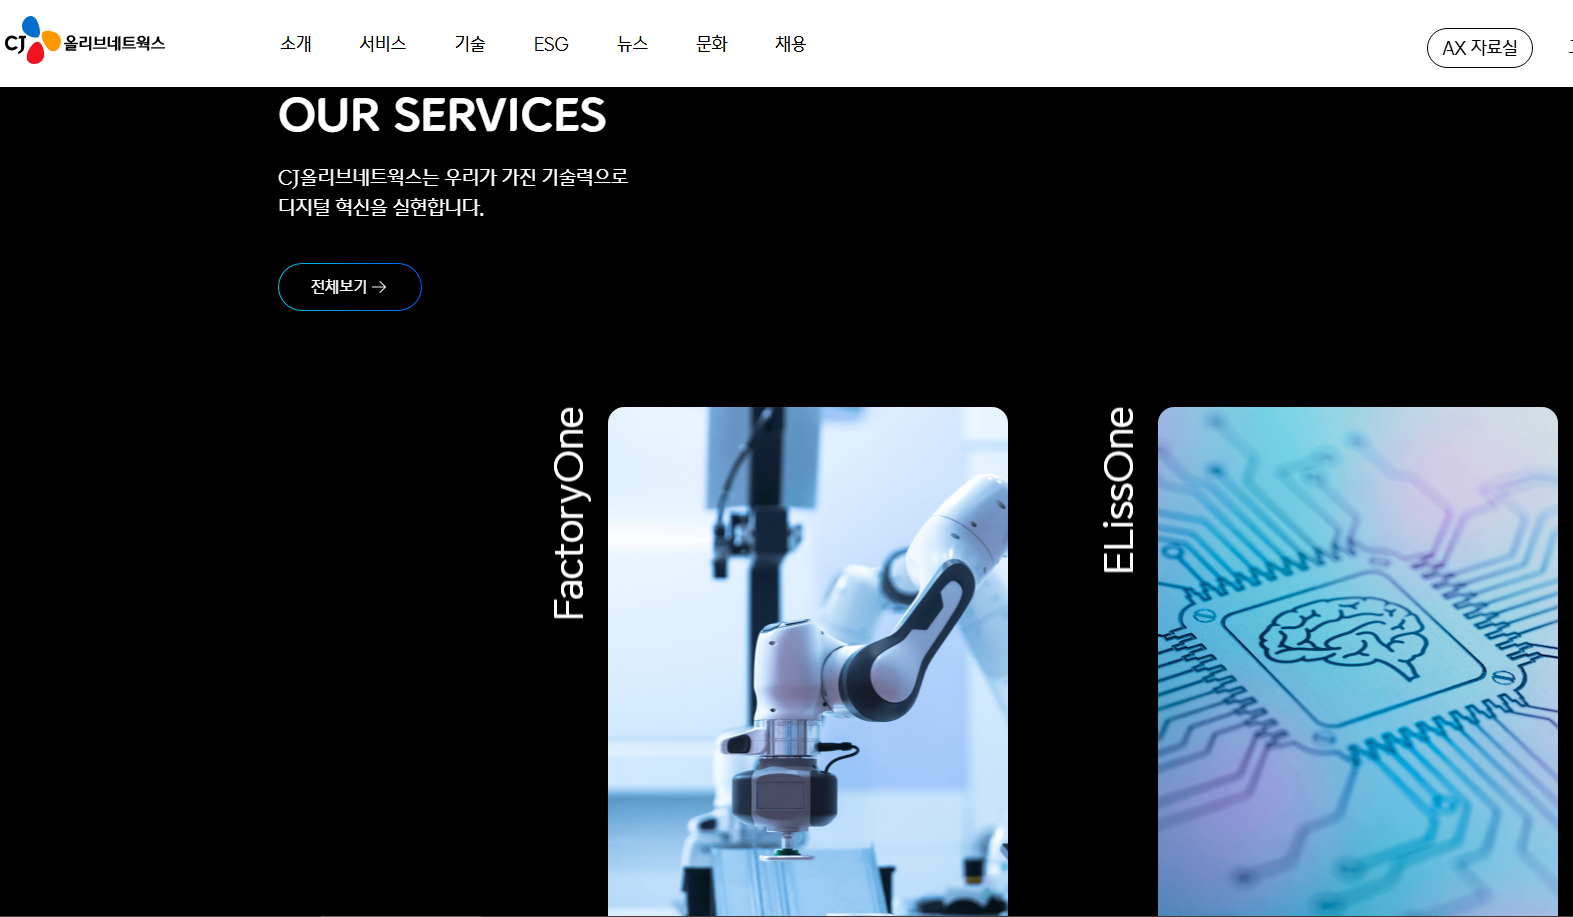 CJ 올리브네트웍스
소개
서비스
기술
ESG
뉴스
문화
채용
AX 자료실
OUR SERVICES
CJ올리브네트웍스는 우리가 가진 기술력으로
디지털 혁신을 실현합니다.
전체보기 →
FactoryOne
ELissOne